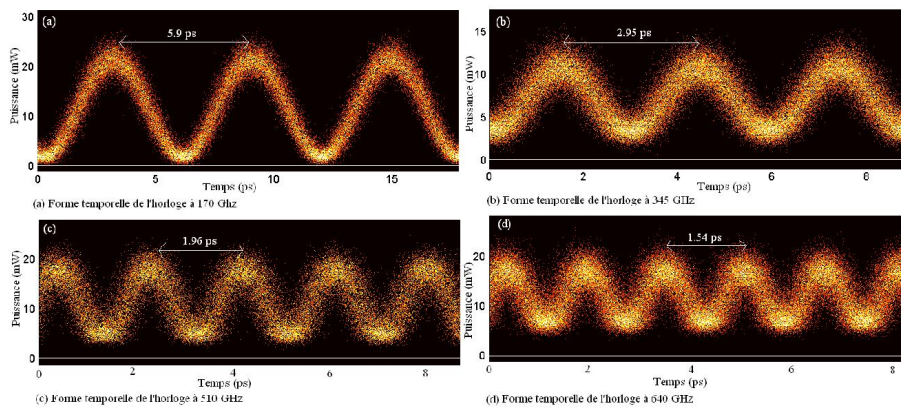 (a)
5.9 ps
Puissance (mW)
30
20
10
0
0 5 10 15
Temps (ps)
(a) Forme temporelle de l'horloge à 170 Ghz
(b)
2.95 ps
Puissance (mW)
15
10
5
0
0 2 4 6 8
Temps (ps)
(b) Forme temporelle de l'horloge à 345 GHz
(c)
1.96 ps
Puissance (mW)
20
10
0
0 2 4 6 8
Temps (ps)
(c) Forme temporelle de l'horloge à 510 GHz
(d)
1.54 ps
Puissance (mW)
20
10
0
0 2 4 6 8
Temps (ps)
(d) Forme temporelle de l'horloge à 640 GHz